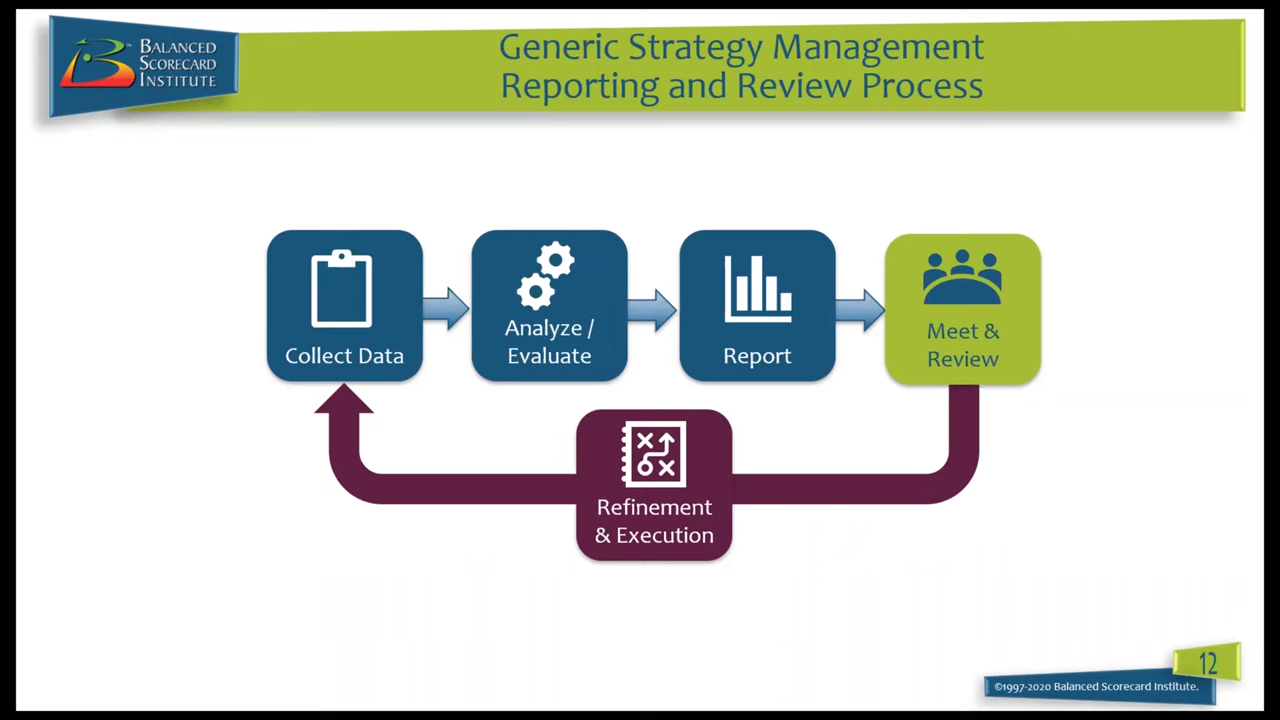 BALANCED
SCORECARD
INSTITUTE
Generic Strategy Management
Reporting and Review Process
Collect Data
Analyze /
Evaluate
Report
Meet &
Review
Refinement
& Execution
12
©1997-2020 Balanced Scorecard Institute.